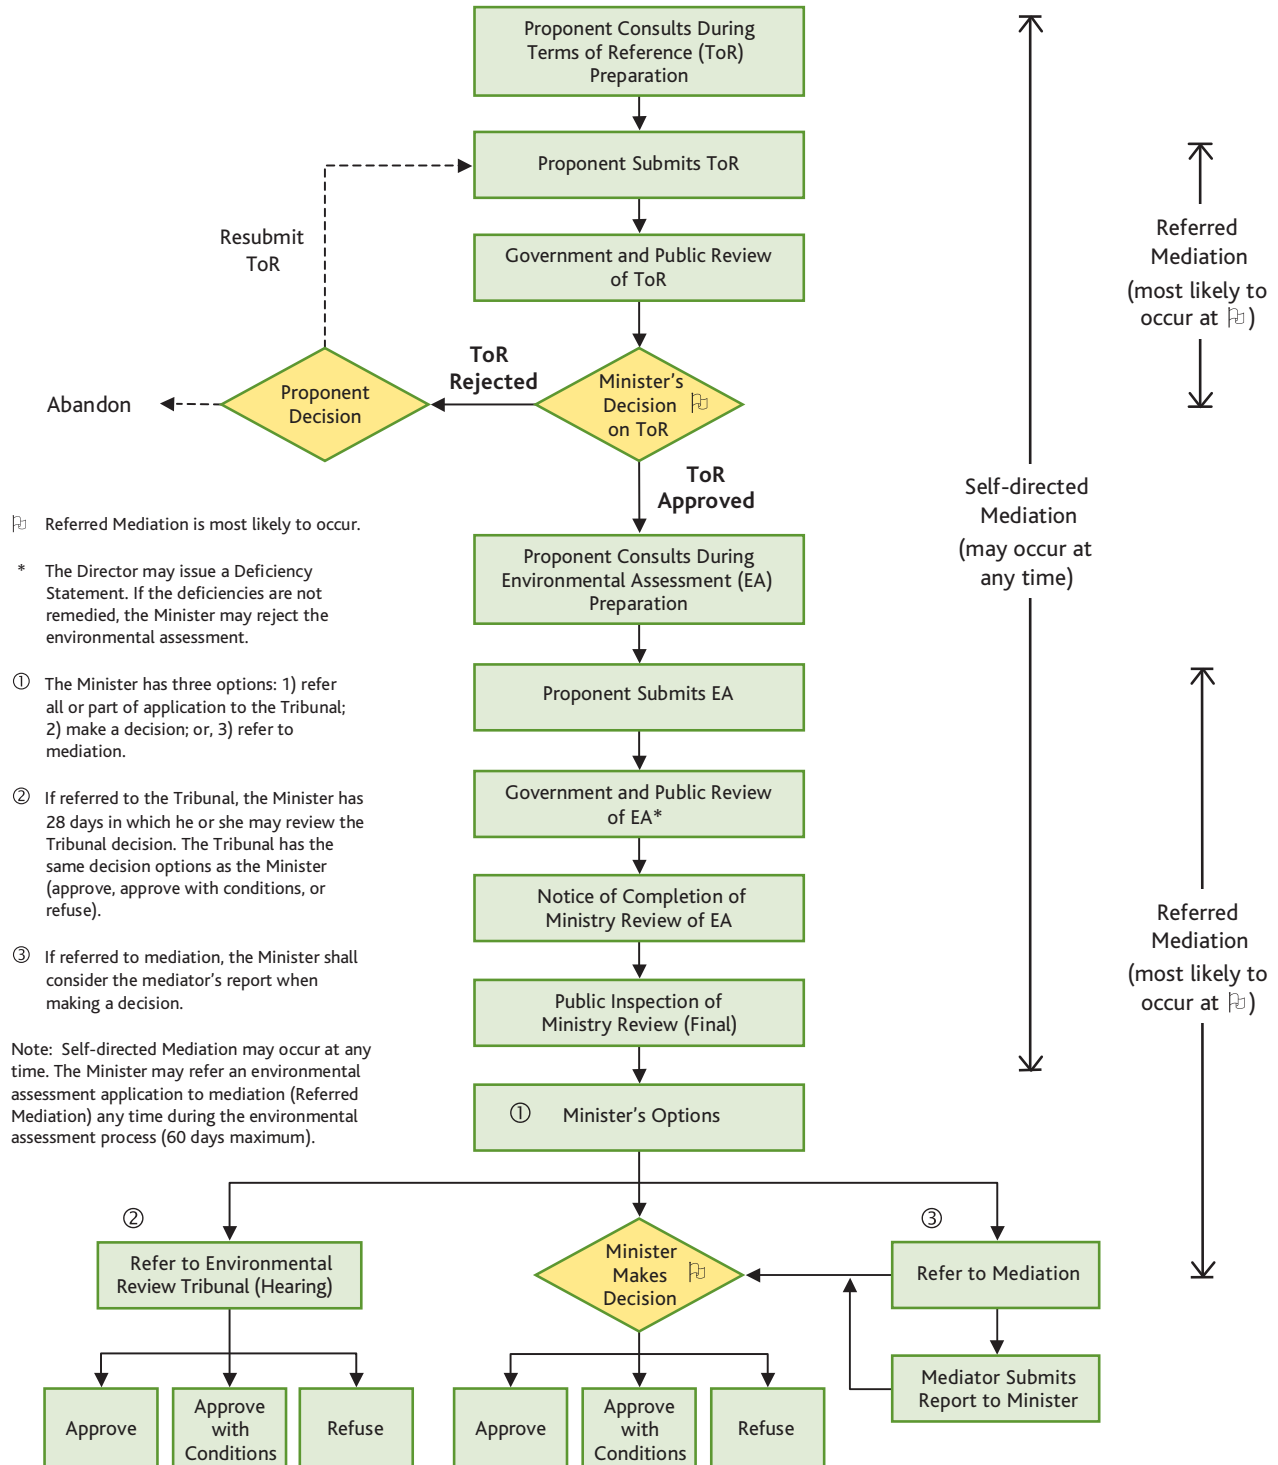 Proponent Consults During
Terms of Reference (ToR)
Preparation
Proponent Submits ToR
Government and Public Review
of ToR
Resubmit
ToR
ToR
Rejected
Minister's
Decision
on ToR
Proponent
Decision
Abandon
ToR
Approved
Referred
Mediation
(most likely to
occur at ⚐)
Self-directed
Mediation
(may occur at
any time)
⚐ Referred Mediation is most likely to occur.
* The Director may issue a Deficiency
Statement. If the deficiencies are not
remedied, the Minister may reject the
environmental assessment.
① The Minister has three options: 1) refer
all or part of application to the Tribunal;
2) make a decision; or, 3) refer to
mediation.
② If referred to the Tribunal, the Minister has
28 days in which he or she may review the
Tribunal decision. The Tribunal has the
same decision options as the Minister
(approve, approve with conditions, or
refuse).
③ If referred to mediation, the Minister shall
consider the mediator's report when
making a decision.
Note: Self-directed Mediation may occur at any
time. The Minister may refer an environmental
assessment application to mediation (Referred
Mediation) any time during the environmental
assessment process (60 days maximum).
Proponent Consults During
Environmental Assessment (EA)
Preparation
Proponent Submits EA
Government and Public Review
of EA*
Notice of Completion of
Ministry Review of EA
Public Inspection of
Ministry Review (Final)
① Minister's Options
Referred
Mediation
(most likely to
occur at ⚐)
②
Refer to Environmental
Review Tribunal (Hearing)
Approve
Approve
with
Conditions
Refuse
Minister
Makes
Decision
Approve
Approve
with
Conditions
Refuse
③
Refer to Mediation
Mediator Submits
Report to Minister